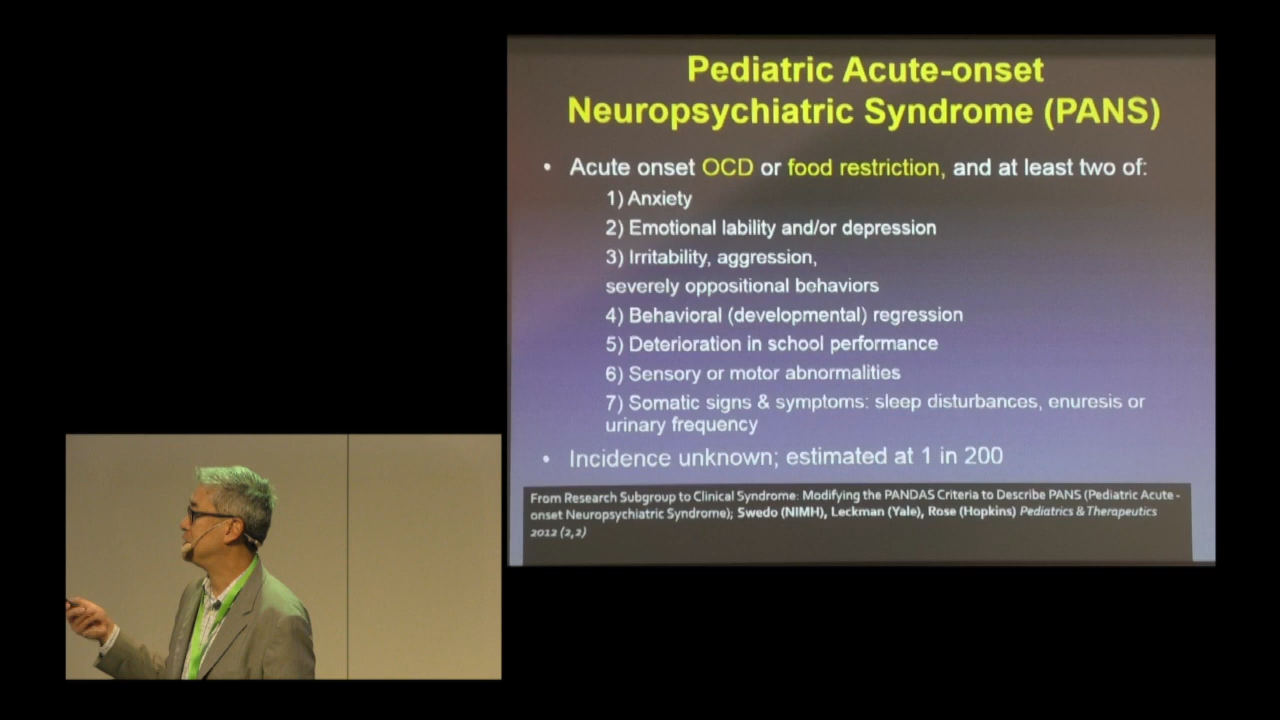 Pediatric Acute-onset
Neuropsychiatric Syndrome (PANS)
• Acute onset OCD or food restriction, and at least two of:
1) Anxiety
2) Emotional lability and/or depression
3) Irritability, aggression,
severely oppositional behaviors
4) Behavioral (developmental) regression
5) Deterioration in school performance
6) Sensory or motor abnormalities
7) Somatic signs & symptoms: sleep disturbances, enuresis or
urinary frequency
• Incidence unknown; estimated at 1 in 200
From Research Subgroup to Clinical Syndrome: Modifying the PANDAS Criteria to Describe PANS (Pediatric Acute -
onset Neuropsychiatric Syndrome); Swedo (NIMH), Leckman (Yale), Rose (Hopkins) Pediatrics & Therapeutics
2012 (2,2)